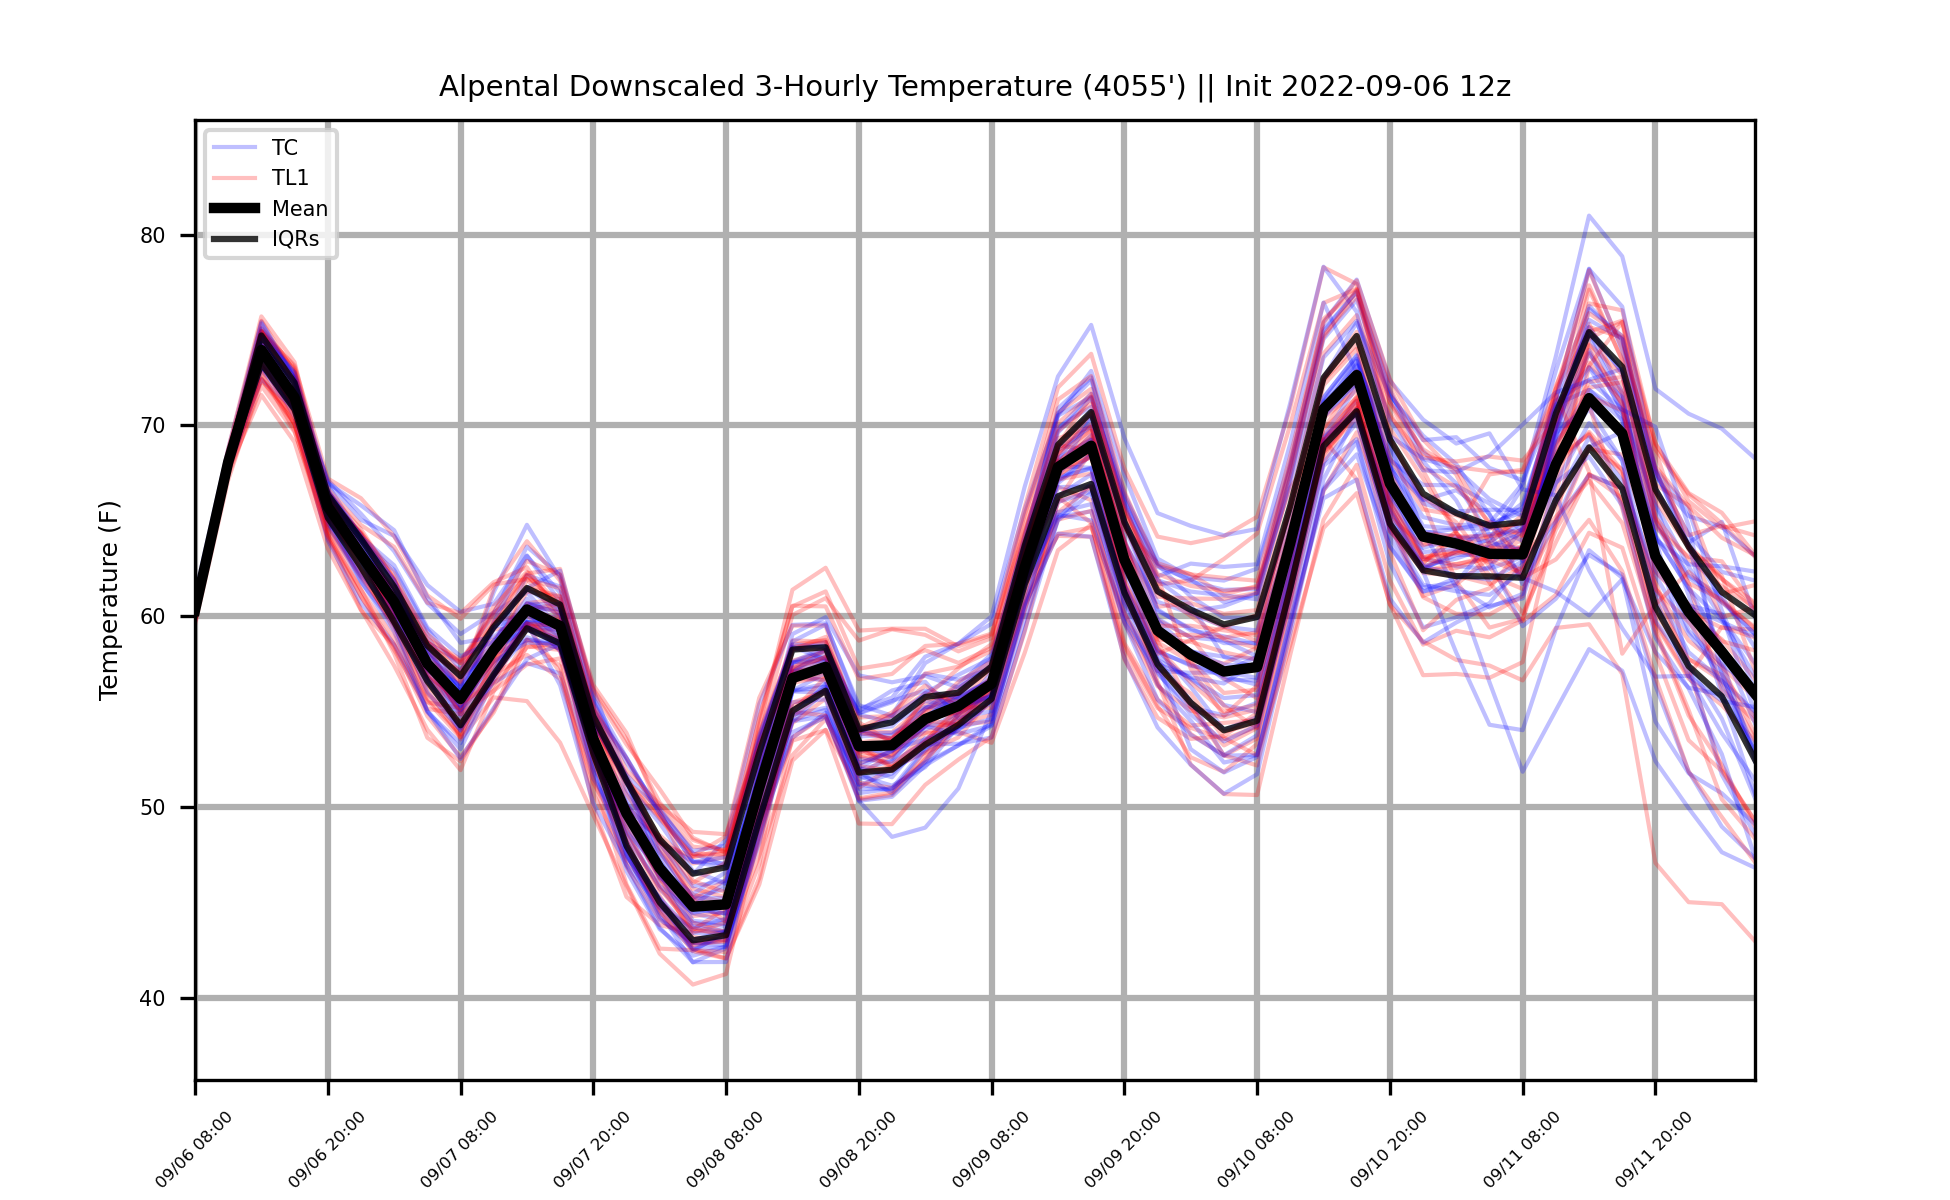 Alpental Downscaled 3-Hourly Temperature (4055') || Init 2022-09-06 12z
TC
TL1
Mean
IQRs
Temperature (F)
80
70
60
50
40
09/06 08:00
09/06 20:00
09/07 08:00
09/07 20:00
09/08 08:00
09/08 20:00
09/09 08:00
09/09 20:00
09/10 08:00
09/10 20:00
09/11 08:00
09/11 20:00